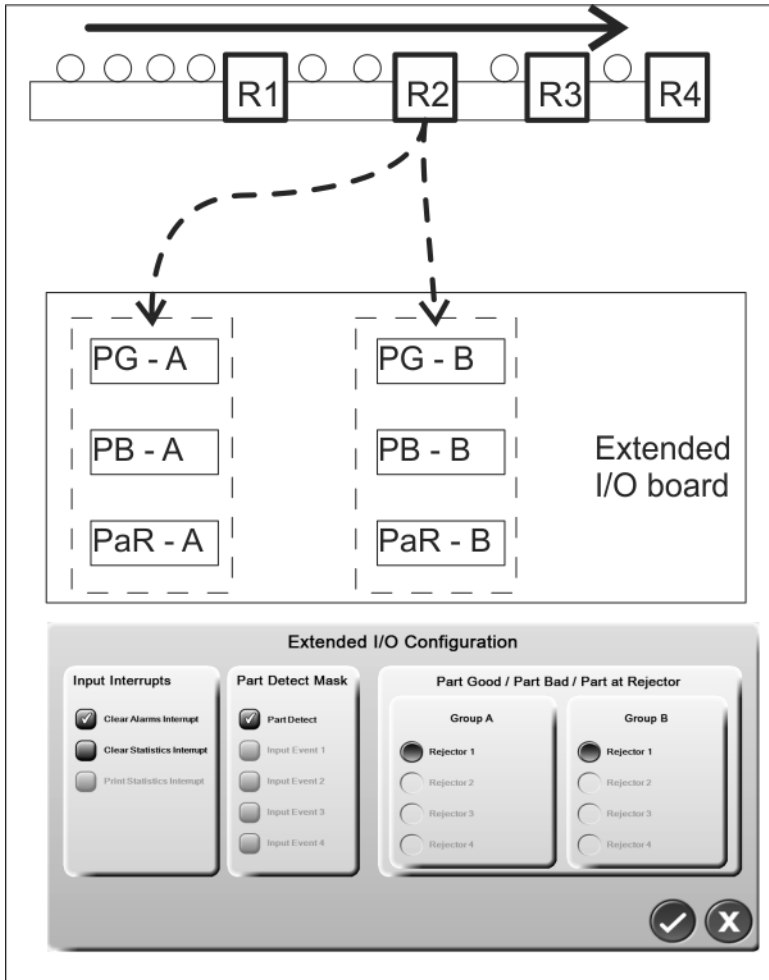 R1 R2 R3 R4
PG - A PG - B
PB - A PB - B
Extended
I/O board
PaR - A PaR - B
Extended I/O Configuration
Input Interrupts
Clear Alarms Interrupt
Clear Statistics Interrupt
Print Statistics Interrupt
Part Detect Mask
Part Detect
Input Event 1
Input Event 2
Input Event 3
Input Event 4
Part Good / Part Bad / Part at Rejector
Group A
Rejector 1
Rejector 2
Rejector 3
Rejector 4
Group B
Rejector 1
Rejector 2
Rejector 3
Rejector 4
X